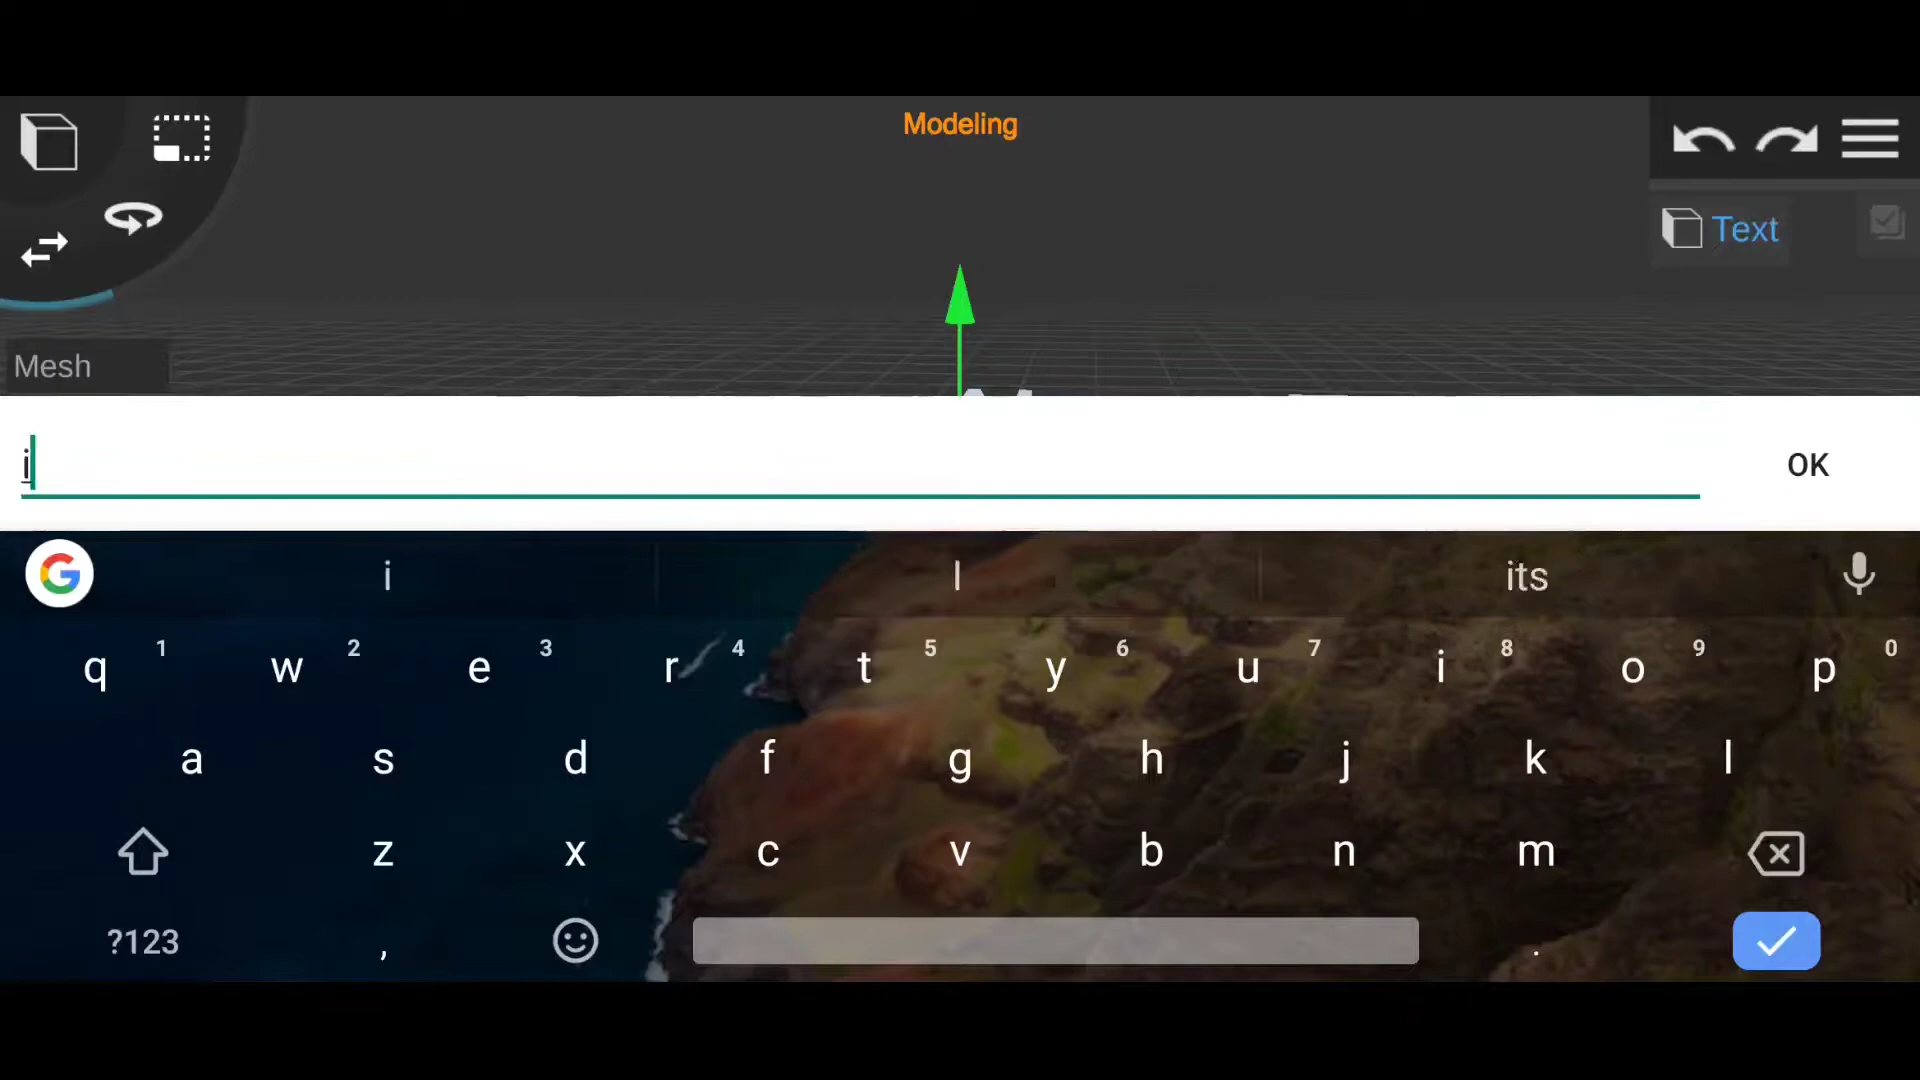 Modeling
Text
Mesh
i
OK
i I its
1 2 3 4 5 6 7 8 9 0
q w e r t y u i o p
a s d f g h j k l
z x c v b n m
?123 , .